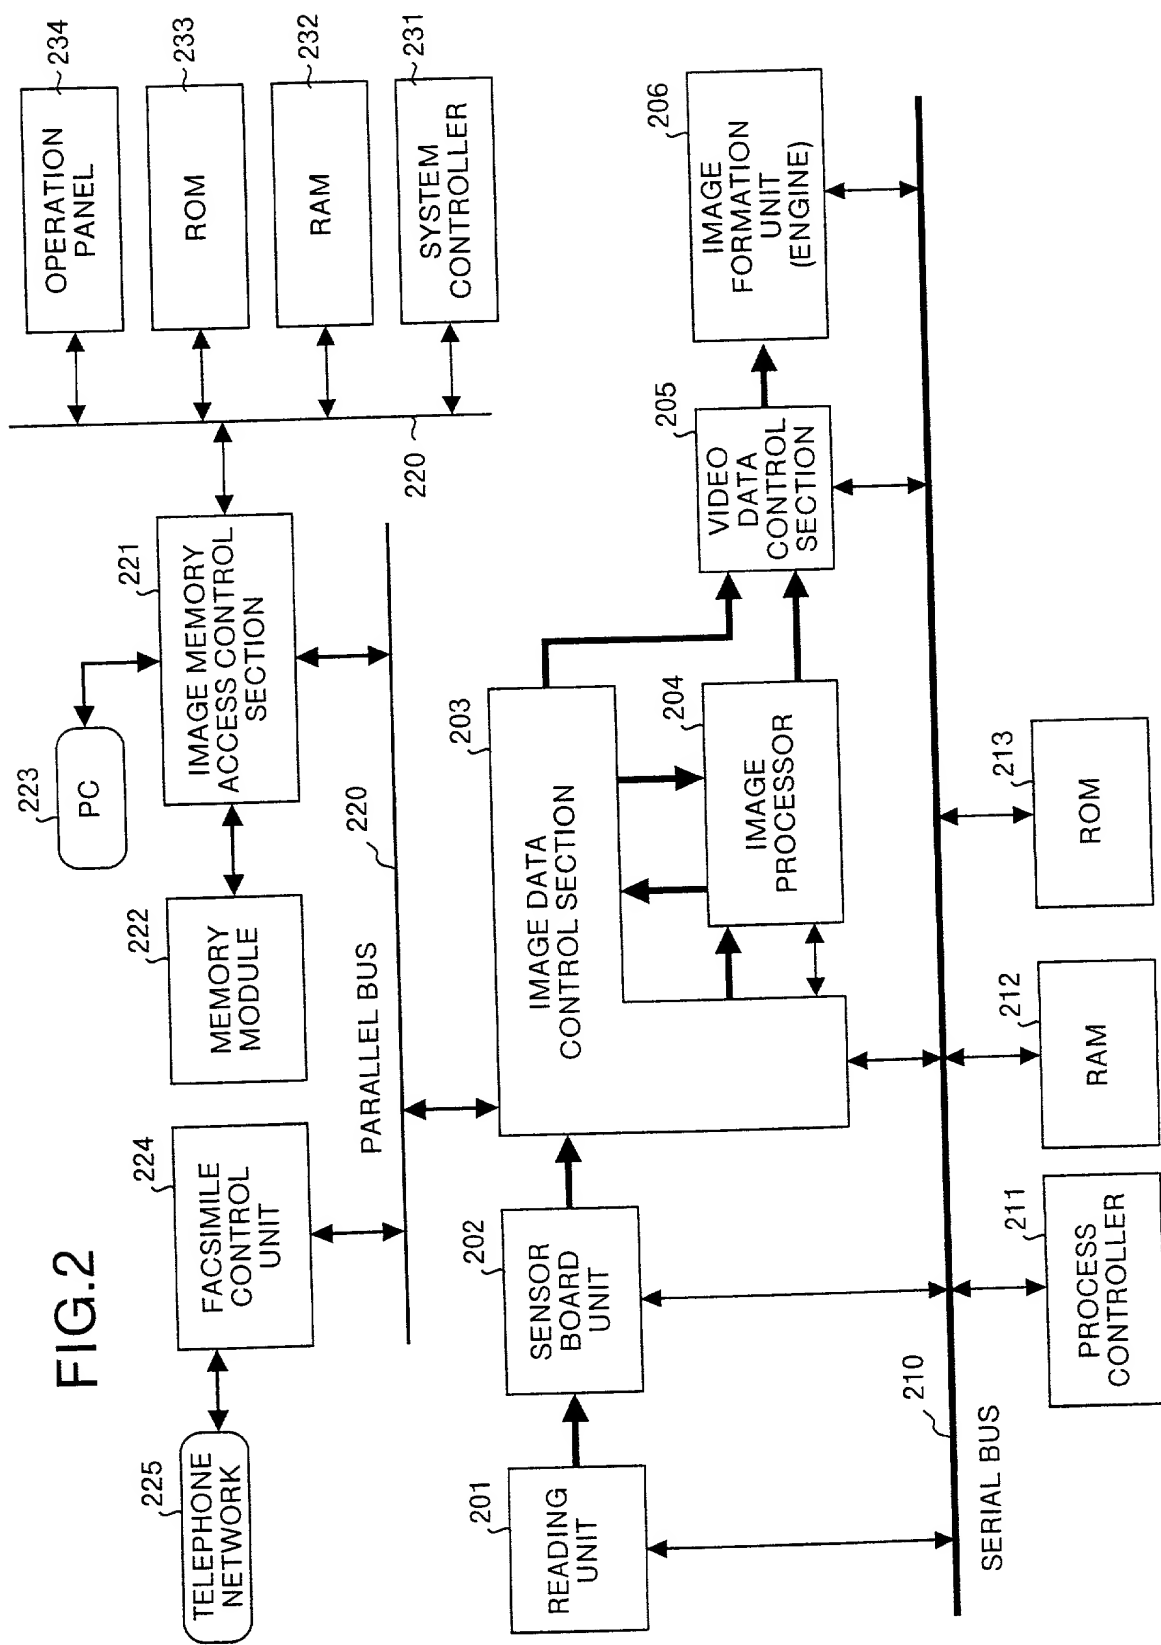 FIG.2
225
TELEPHONE
NETWORK
224
FACSIMILE
CONTROL
UNIT
222
MEMORY
MODULE
223
PC
221
IMAGE MEMORY
ACCESS CONTROL
SECTION
234
OPERATION
PANEL
233
ROM
232
RAM
231
SYSTEM
CONTROLLER
220
PARALLEL BUS
220
201
READING
UNIT
202
SENSOR
BOARD
UNIT
203
IMAGE DATA
CONTROL SECTION
204
IMAGE
PROCESSOR
205
VIDEO
DATA
CONTROL
SECTION
206
IMAGE
FORMATION
UNIT
(ENGINE)
210
SERIAL BUS
211
PROCESS
CONTROLLER
212
RAM
213
ROM